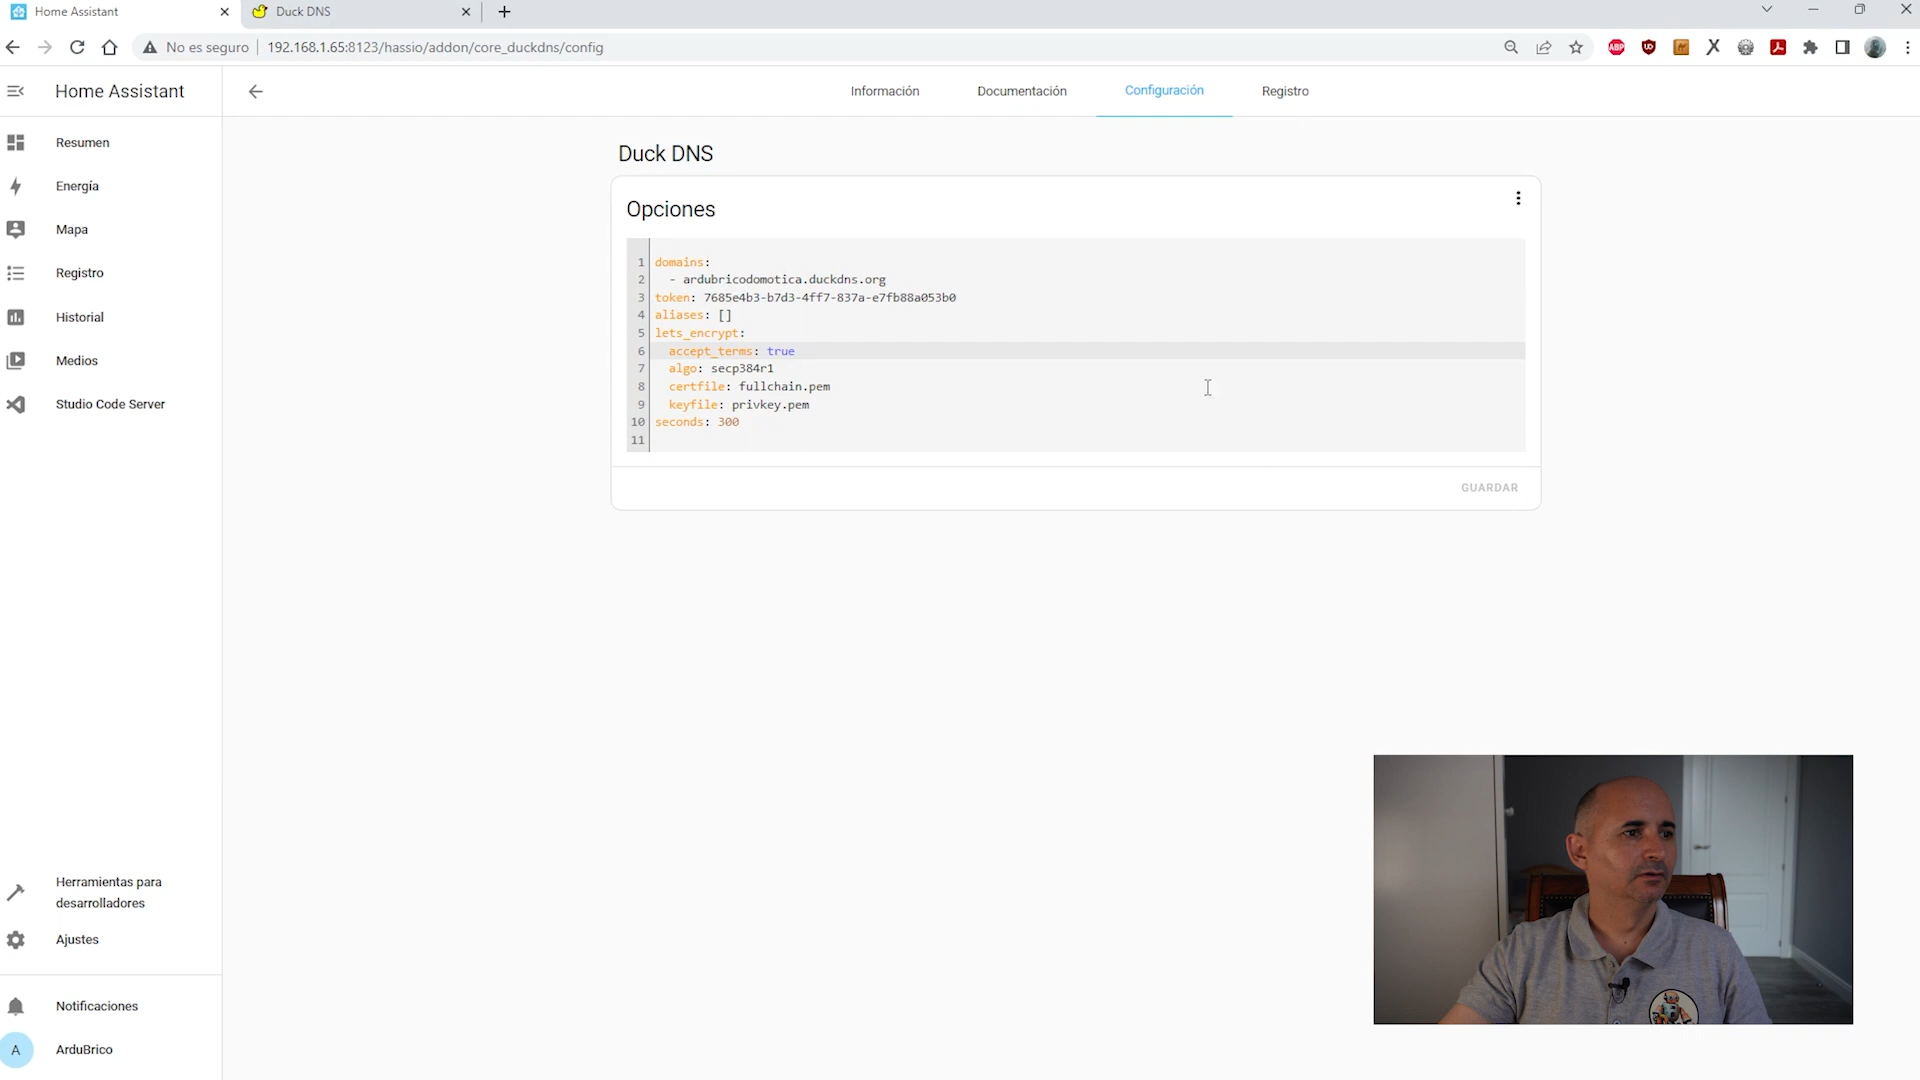 Home Assistant
Duck DNS
No es seguro
192.168.1.65:8123/hassio/addon/core_duckdns/config
ABP
Home Assistant
Información
Documentación
Configuración
Registro
Resumen
Energía
Mapa
Registro
Historial
Medios
Studio Code Server
Herramientas para
desarrolladores
Ajustes
Notificaciones
A
ArduBrico
Duck DNS
Opciones
1 domains:
2 - ardubricodomotica.duckdns.org
3 token: 7685e4b3-b7d3-4ff7-837a-e7fb88a053b0
4 aliases: []
5 lets_encrypt:
6 accept_terms: true
7 algo: secp384r1
8 certfile: fullchain.pem
9 keyfile: privkey.pem
10 seconds: 300
11
GUARDAR